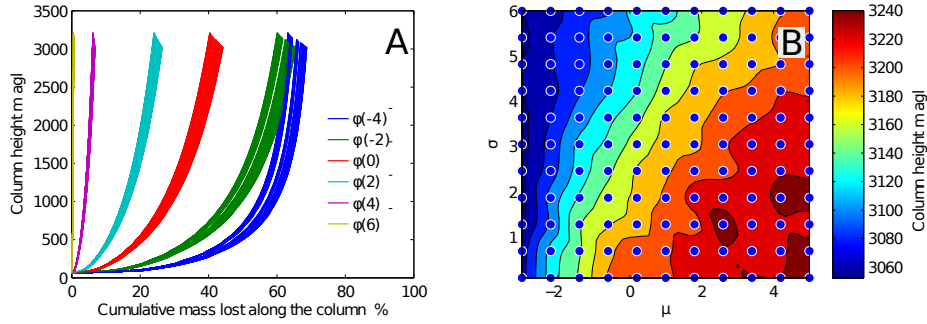 A
Column height m agl
3500
3000
2500
2000
1500
1000
500
0
0
20
40
60
80
100
Cumulative mass lost along the column %
φ(-4)
φ(-2)
φ(0)
φ(2)
φ(4)
φ(6)
B
σ
6
5
4
3
2
1
−2
0
2
4
μ
3240
3220
3200
3180
3160
3140
3120
3100
3080
3060
Column height m agl